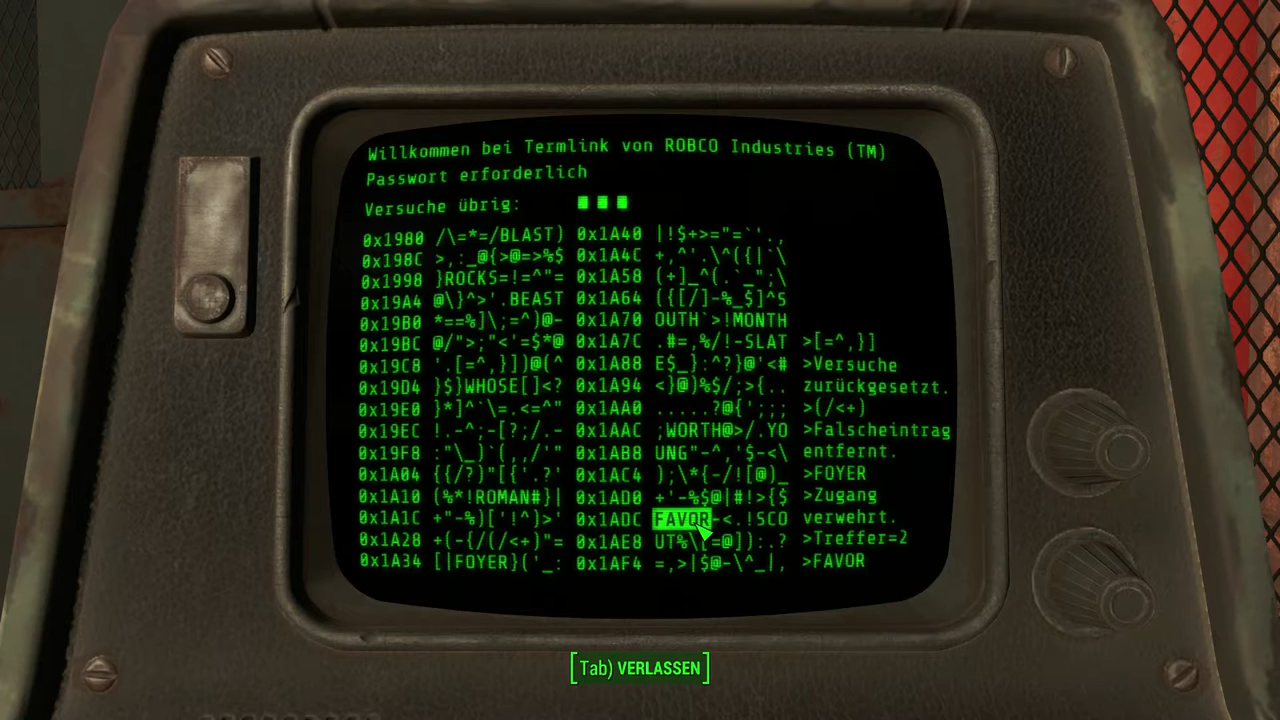 Willkommen bei Termlink von ROBCO Industries (TM)
Passwort erforderlich
Versuche übrig: ■ ■ ■
0x1980 /\=*=/BLAST) 0x1A40 |!$+>="=`'.,
0x198C >,:_@{>@=>%$ 0x1A4C +,^'.\^({|`\
0x1998 }ROCKS=!=^"= 0x1A58 (+]_^(.`_";\
0x19A4 @\}^>'.BEAST 0x1A64 ({[/]-%_$]^S
0x19B0 *==%]\;=^)@- 0x1A70 OUTH`>!MONTH
0x19BC @/">;"<'=$*@ 0x1A7C .#=,%/!-SLAT >[=^,}]
0x19C8 '.[=^,}])@(^ 0x1A88 E$_}:^?}@'<# >Versuche
0x19D4 }$}WHOSE[]<? 0x1A94 <}@)%$/;>{.. zurückgesetzt.
0x19E0 }*]^`\=.<=^" 0x1AA0 ......?@{';;; >(/<+)
0x19EC !.-^;-[?;/.- 0x1AAC ;WORTH@>/.YO >Falscheintrag
0x19F8 :"\_)`(,,/'" 0x1AB8 UNG"-^,'$-<\ entfernt.
0x1A04 {{/?)"[{'.?' 0x1AC4 );\*{-/![@)_ >FOYER
0x1A10 (%*!ROMAN#}| 0x1AD0 +'-%$@|#!>{$ >Zugang
0x1A1C +"-%)['!^)>' 0x1ADC FAVOR-<.!SCO verwehrt.
0x1A28 +(-{/(/<+)"= 0x1AE8 UT%\[=@]):.? >Treffer=2
0x1A34 [|FOYER}('_: 0x1AF4 =,>|$@-\^_|, >FAVOR
[Tab) VERLASSEN]